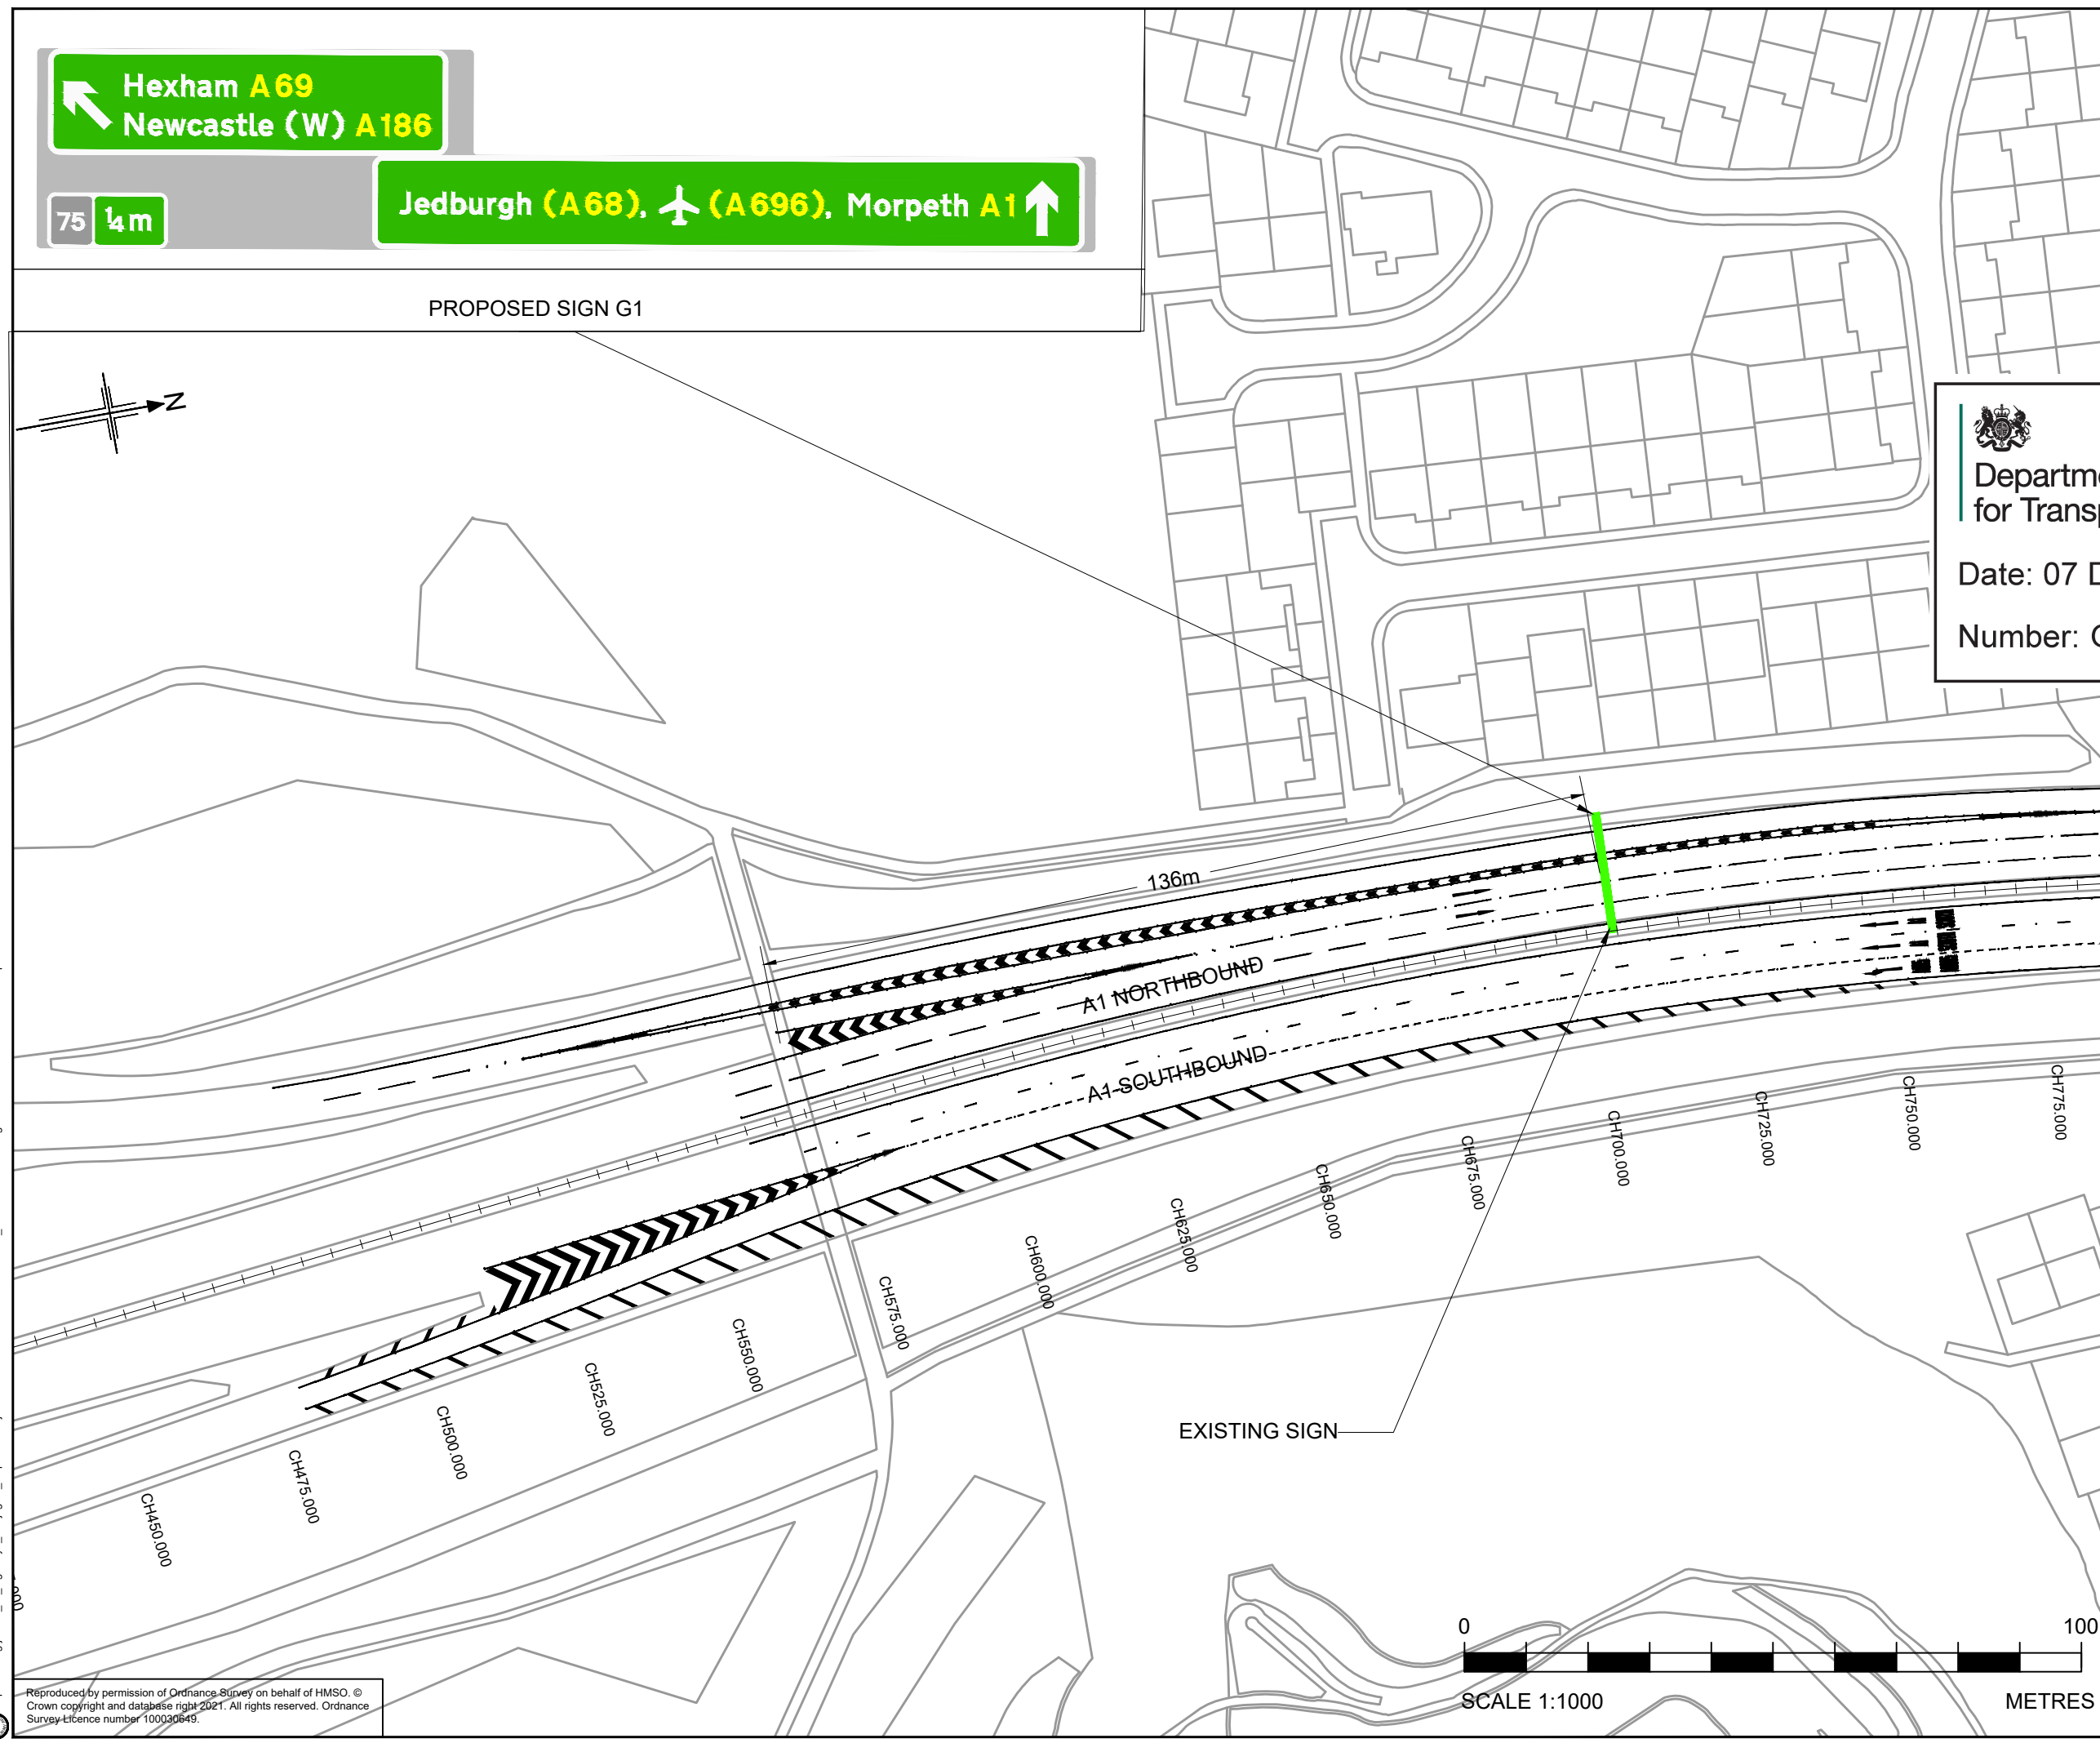 Hexham A69
Newcastle (W) A186
75 ¼m
Jedburgh (A68), (A696), Morpeth A1
PROPOSED SIGN G1
N
for
Date: 07
Number:
136m
A1 NORTHBOUND
A1 SOUTHBOUND
CH450.000
CH475.000
CH500.000
CH525.000
CH550.000
CH575.000
CH600.000
CH625.000
CH650.000
CH675.000
CH700.000
CH725.000
CH750.000
CH775.000
EXISTING SIGN
0 100
SCALE 1:1000 METRES
Reproduced by permission of Ordnance Survey on behalf of HMSO. ©
Crown copyright and database right 2021. All rights reserved. Ordnance
Survey Licence number 100030649.